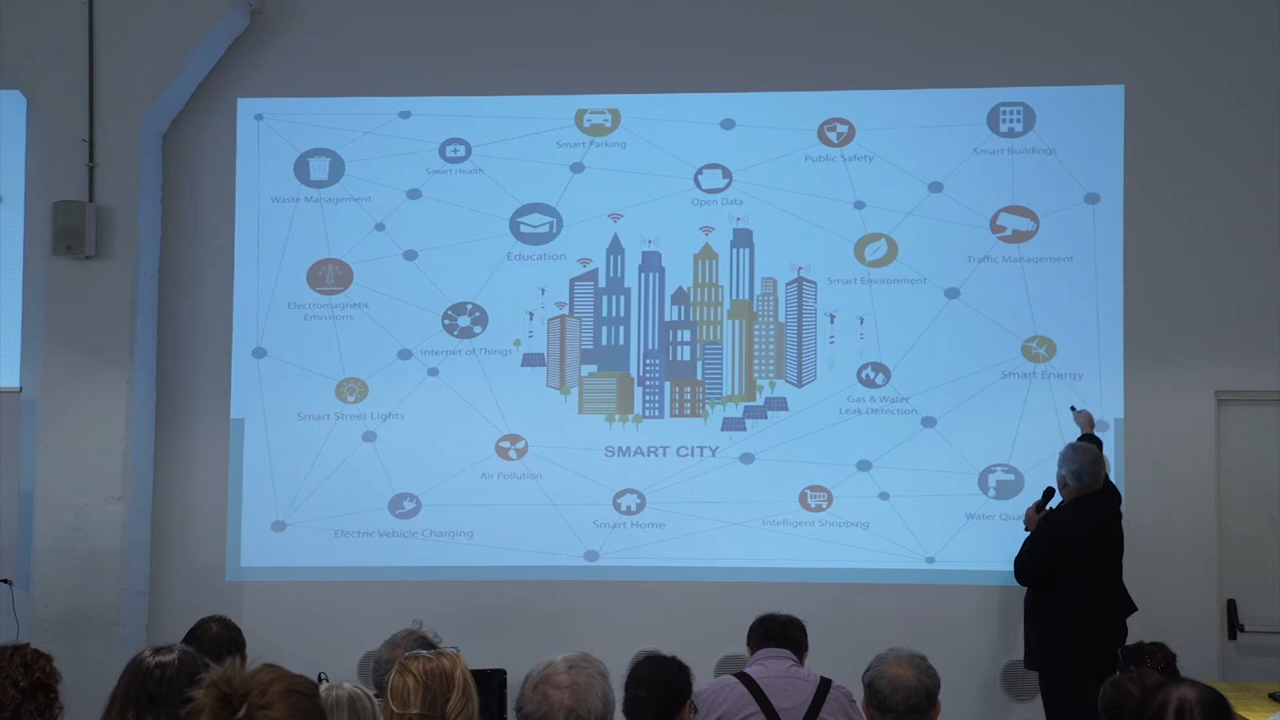 Smart Parking
Public Safety
Smart Buildings
Smart Health
Waste Management
Open Data
Education
Traffic Management
Smart Environment
Electromagnetic
Emissions
Internet of Things
Smart Energy
Gas & Water
Leak Detection
Smart Street Lights
SMART CITY
Air Pollution
Water
Smart Home
Intelligent Shopping
Electric Vehicle Charging